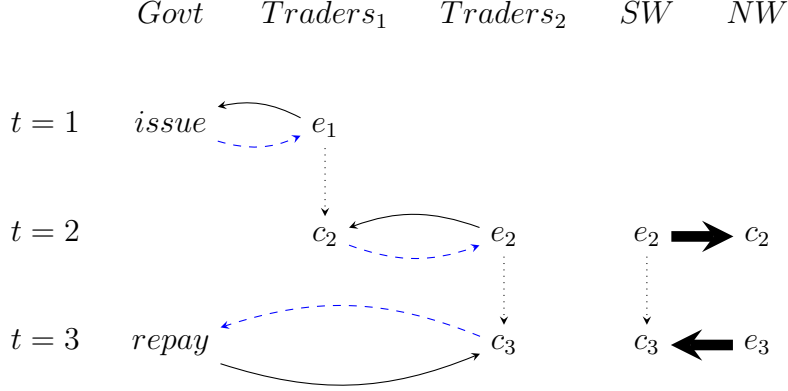 Govt Traders₁ Traders₂ SW NW
t = 1 issue e₁
t = 2 c₂ e₂ e₂ c₂
t = 3 repay c₃ c₃ e₃